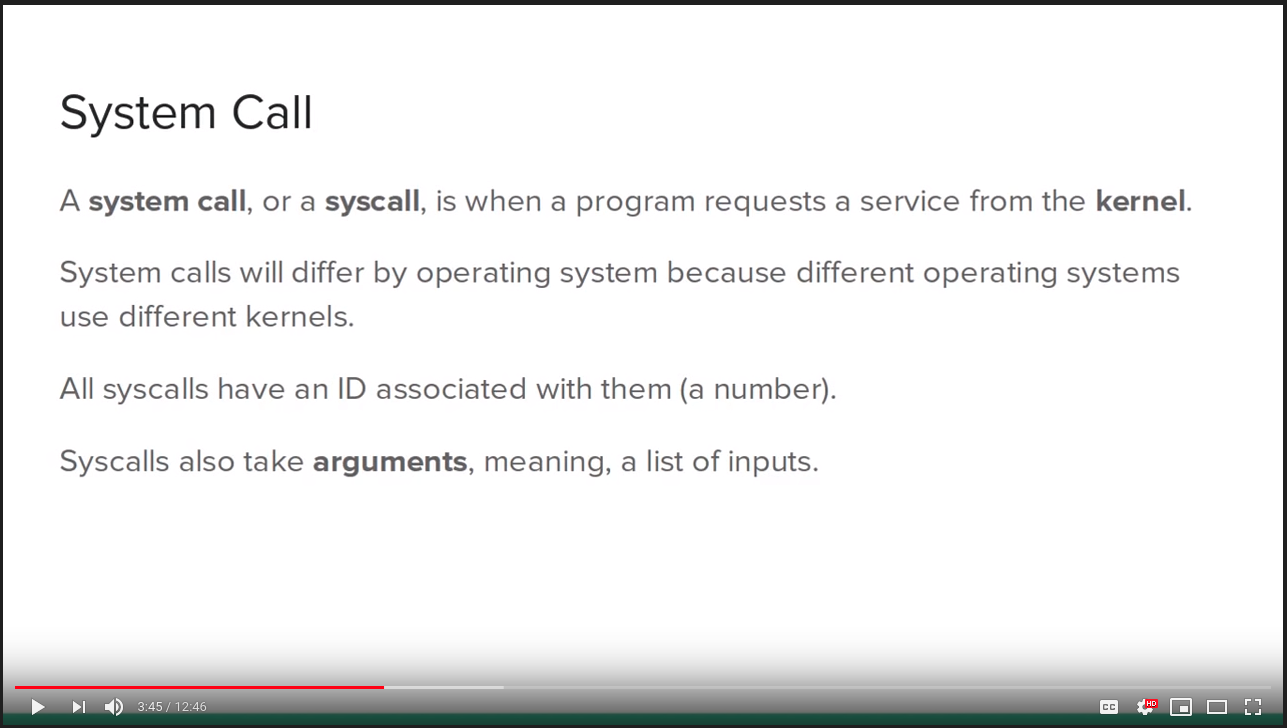 System Call
A system call, or a syscall, is when a program requests a service from the kernel.
System calls will differ by operating system because different operating systems
use different kernels.
All syscalls have an ID associated with them (a number).
Syscalls also take arguments, meaning, a list of inputs.
3:45 / 12:46
CC
HD